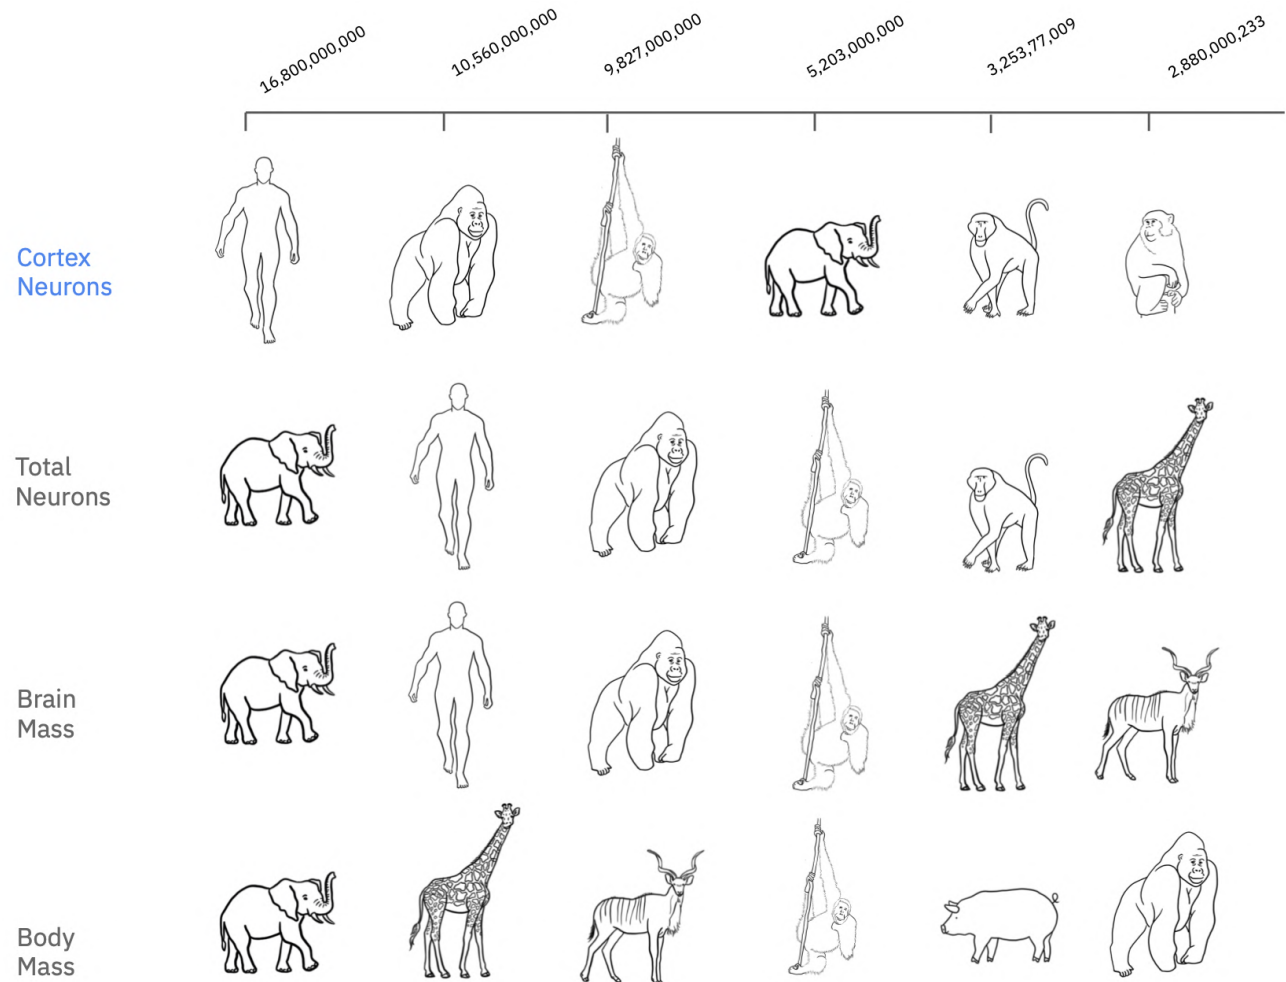 16,800,000,000
10,560,000,000
9,827,000,000
5,203,000,000
3,253,77,009
2,880,000,233
Cortex
Neurons
Total
Neurons
Brain
Mass
Body
Mass